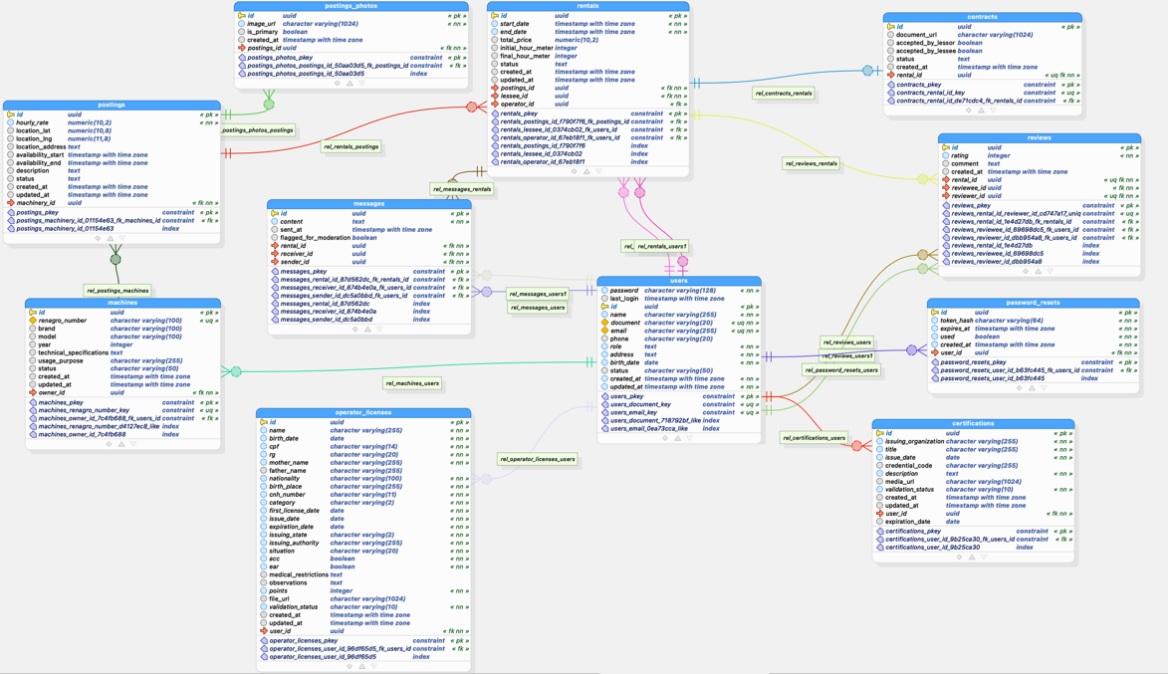 postings_photos
id uuid « pk »
image_url character varying(1024) « nn »
is_primary boolean
created_at timestamp with time zone
postings_id uuid « fk nn »
postings_photos_pkey constraint « pk »
postings_photos_postings_id_50aa03d5_fk_postings_id constraint « fk »
postings_photos_postings_id_50aa03d5 index
rentals
id uuid « pk »
start_date timestamp with time zone « nn »
end_date timestamp with time zone « nn »
total_price numeric(10,2)
initial_hour_meter integer
final_hour_meter integer
status text
created_at timestamp with time zone
updated_at timestamp with time zone
postings_id uuid « fk nn »
lessee_id uuid « fk nn »
operator_id uuid « fk »
rentals_pkey constraint « pk »
rentals_postings_id_f790f7f6_fk_postings_id constraint « fk »
rentals_lessee_id_0374cb02_fk_users_id constraint « fk »
rentals_operator_id_67eb18f1_fk_users_id constraint « fk »
rentals_postings_id_f790f7f6 index
rentals_lessee_id_0374cb02 index
rentals_operator_id_67eb18f1 index
contracts
id uuid « pk »
document_url character varying(1024)
accepted_by_lessor boolean
accepted_by_lessee boolean
status text
created_at timestamp with time zone
rental_id uuid « uq fk nn »
contracts_pkey constraint « pk »
contracts_rental_id_key constraint « uq »
contracts_rental_id_de71cdc4_fk_rentals_id constraint « fk »
rel_contracts_rentals
postings
id uuid « pk »
hourly_rate numeric(10,2) « nn »
location_lat numeric(10,8)
location_lng numeric(11,8)
location_address text
availability_start timestamp with time zone
availability_end timestamp with time zone
description text
status text
created_at timestamp with time zone
updated_at timestamp with time zone
machinery_id uuid « fk nn »
postings_pkey constraint « pk »
postings_machinery_id_01154e63_fk_machines_id constraint « fk »
postings_machinery_id_01154e63 index
postings_photos_postings
rel_rentals_postings
rel_messages_rentals
rel_reviews_rentals
reviews
id uuid « pk »
rating integer « nn »
comment text
created_at timestamp with time zone
rental_id uuid « uq fk nn »
reviewee_id uuid « fk nn »
reviewer_id uuid « uq fk nn »
reviews_pkey constraint « pk »
reviews_rental_id_reviewer_id_cd747a17_uniq constraint « uq »
reviews_rental_id_1e4d27db_fk_rentals_id constraint « fk »
reviews_reviewee_id_69698dc5_fk_users_id constraint « fk »
reviews_reviewer_id_dbb954a8_fk_users_id constraint « fk »
reviews_rental_id_1e4d27db index
reviews_reviewee_id_69698dc5 index
reviews_reviewer_id_dbb954a8 index
messages
id uuid « pk »
content text « nn »
sent_at timestamp with time zone
flagged_for_moderation boolean
rental_id uuid « fk nn »
receiver_id uuid « fk nn »
sender_id uuid « fk nn »
messages_pkey constraint « pk »
messages_rental_id_87d562dc_fk_rentals_id constraint « fk »
messages_receiver_id_874b4e0a_fk_users_id constraint « fk »
messages_sender_id_dc5a0bbd_fk_users_id constraint « fk »
messages_rental_id_87d562dc index
messages_receiver_id_874b4e0a index
messages_sender_id_dc5a0bbd index
rel_
rel_rentals_users1
rel_messages_users1
rel_messages_users
rel_postings_machines
users
password character varying(128) « nn »
last_login timestamp with time zone
id uuid « pk »
name character varying(255) « nn »
document character varying(20) « uq nn »
email character varying(255) « uq nn »
phone character varying(20)
role text « nn »
address text « nn »
birth_date date « nn »
status character varying(50)
created_at timestamp with time zone « nn »
updated_at timestamp with time zone « nn »
users_pkey constraint « pk »
users_document_key constraint « uq »
users_email_key constraint « uq »
users_document_718792bf_like index
users_email_0ea73cca_like index
machines
id uuid « pk »
renagro_number character varying(100) « uq »
brand character varying(100)
model character varying(100)
year integer
technical_specifications text
usage_purpose character varying(255)
status character varying(50)
created_at timestamp with time zone
updated_at timestamp with time zone
owner_id uuid « fk nn »
machines_pkey constraint « pk »
machines_renagro_number_key constraint « uq »
machines_owner_id_7c4fb688_fk_users_id constraint « fk »
machines_renagro_number_d4127ec8_like index
machines_owner_id_7c4fb688 index
rel_machines_users
rel_reviews_users
rel_reviews_users1
rel_password_resets_users
password_resets
id uuid « pk »
token_hash character varying(64) « nn »
expires_at timestamp with time zone « nn »
used boolean « nn »
created_at timestamp with time zone « nn »
user_id uuid « fk nn »
password_resets_pkey constraint « pk »
password_resets_user_id_b63fc445_fk_users_id constraint « fk »
password_resets_user_id_b63fc445 index
operator_licenses
id uuid « pk »
name character varying(255) « nn »
birth_date date « nn »
cpf character varying(14) « nn »
rg character varying(20) « nn »
mother_name character varying(255) « nn »
father_name character varying(255)
nationality character varying(100) « nn »
birth_place character varying(255) « nn »
cnh_number character varying(11) « nn »
category character varying(2) « nn »
first_license_date date « nn »
issue_date date « nn »
expiration_date date « nn »
issuing_state character varying(2) « nn »
issuing_authority character varying(255) « nn »
situation character varying(20) « nn »
acc boolean « nn »
ear boolean « nn »
medical_restrictions text
observations text
points integer « nn »
file_url character varying(1024)
validation_status character varying(10) « nn »
created_at timestamp with time zone
updated_at timestamp with time zone
user_id uuid « fk nn »
operator_licenses_pkey constraint « pk »
operator_licenses_user_id_96df65d5_fk_users_id constraint « fk »
operator_licenses_user_id_96df65d5 index
rel_operator_licenses_users
rel_certifications_users
certifications
id uuid « pk »
issuing_organization character varying(255) « nn »
title character varying(255) « nn »
issue_date date « nn »
credential_code character varying(255)
description text « nn »
media_url character varying(1024)
validation_status character varying(10) « nn »
created_at timestamp with time zone
updated_at timestamp with time zone
user_id uuid « fk nn »
expiration_date date
certifications_pkey constraint « pk »
certifications_user_id_9b25ca30_fk_users_id constraint « fk »
certifications_user_id_9b25ca30 index